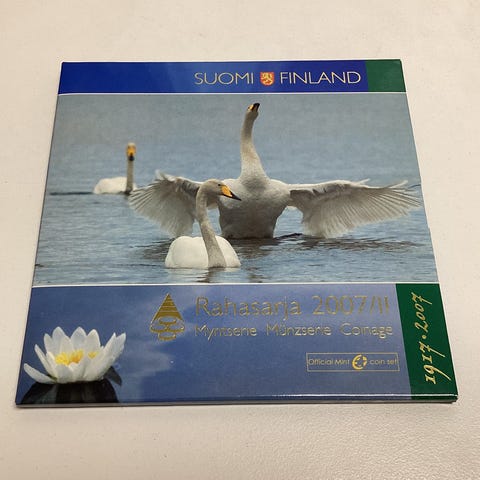 SUOMI FINLAND
Rahasarja 2007/II
Myntserie Münzserie Coinage
Official Mint coin set
1917·2007